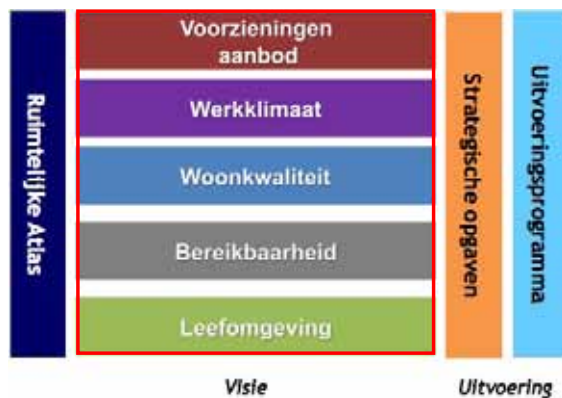 Ruimtelijke Atlas
Voorzieningen
aanbod
Werkklimaat
Woonkwaliteit
Bereikbaarheid
Leefomgeving
Strategische opgaven
Uitvoeringsprogramma
Visie
Uitvoering